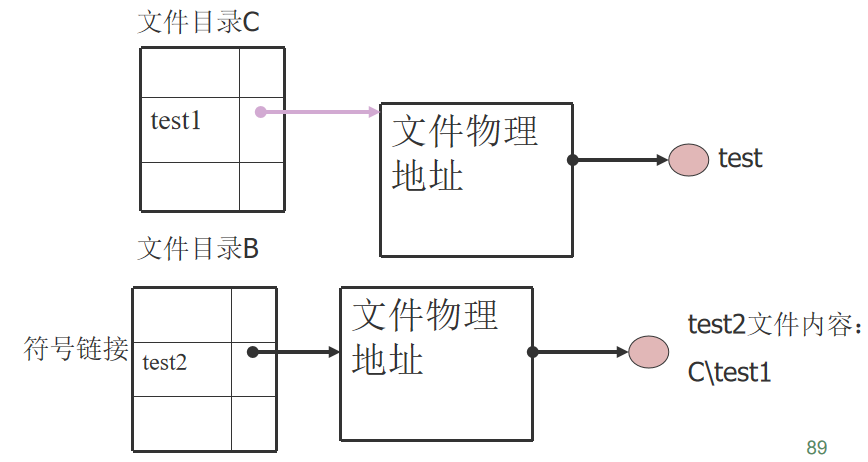 文件目录C
test1
文件物理
地址
test
文件目录B
符号链接
test2
文件物理
地址
test2文件内容：
C\test1
89